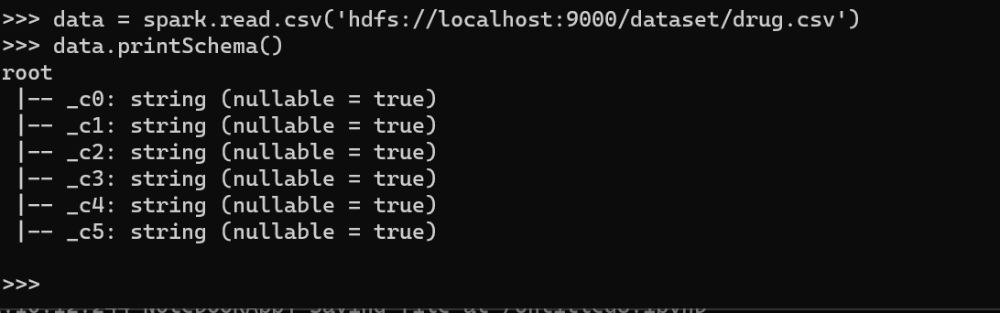 >>> data = spark.read.csv('hdfs://localhost:9000/dataset/drug.csv')
>>> data.printSchema()
root
 |-- _c0: string (nullable = true)
 |-- _c1: string (nullable = true)
 |-- _c2: string (nullable = true)
 |-- _c3: string (nullable = true)
 |-- _c4: string (nullable = true)
 |-- _c5: string (nullable = true)
>>>